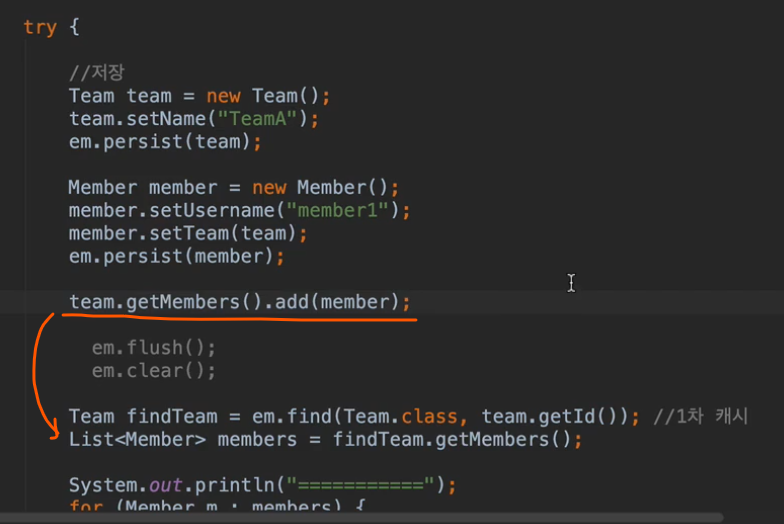 try {
//저장
Team team = new Team();
team.setName("TeamA");
em.persist(team);
Member member = new Member();
member.setUsername("member1");
member.setTeam(team);
em.persist(member);
team.getMembers().add(member);
em.flush();
em.clear();
Team findTeam = em.find(Team.class, team.getId()); //1차 캐시
List<Member> members = findTeam.getMembers();
System.out.println("===========");
for (Member m : members) {